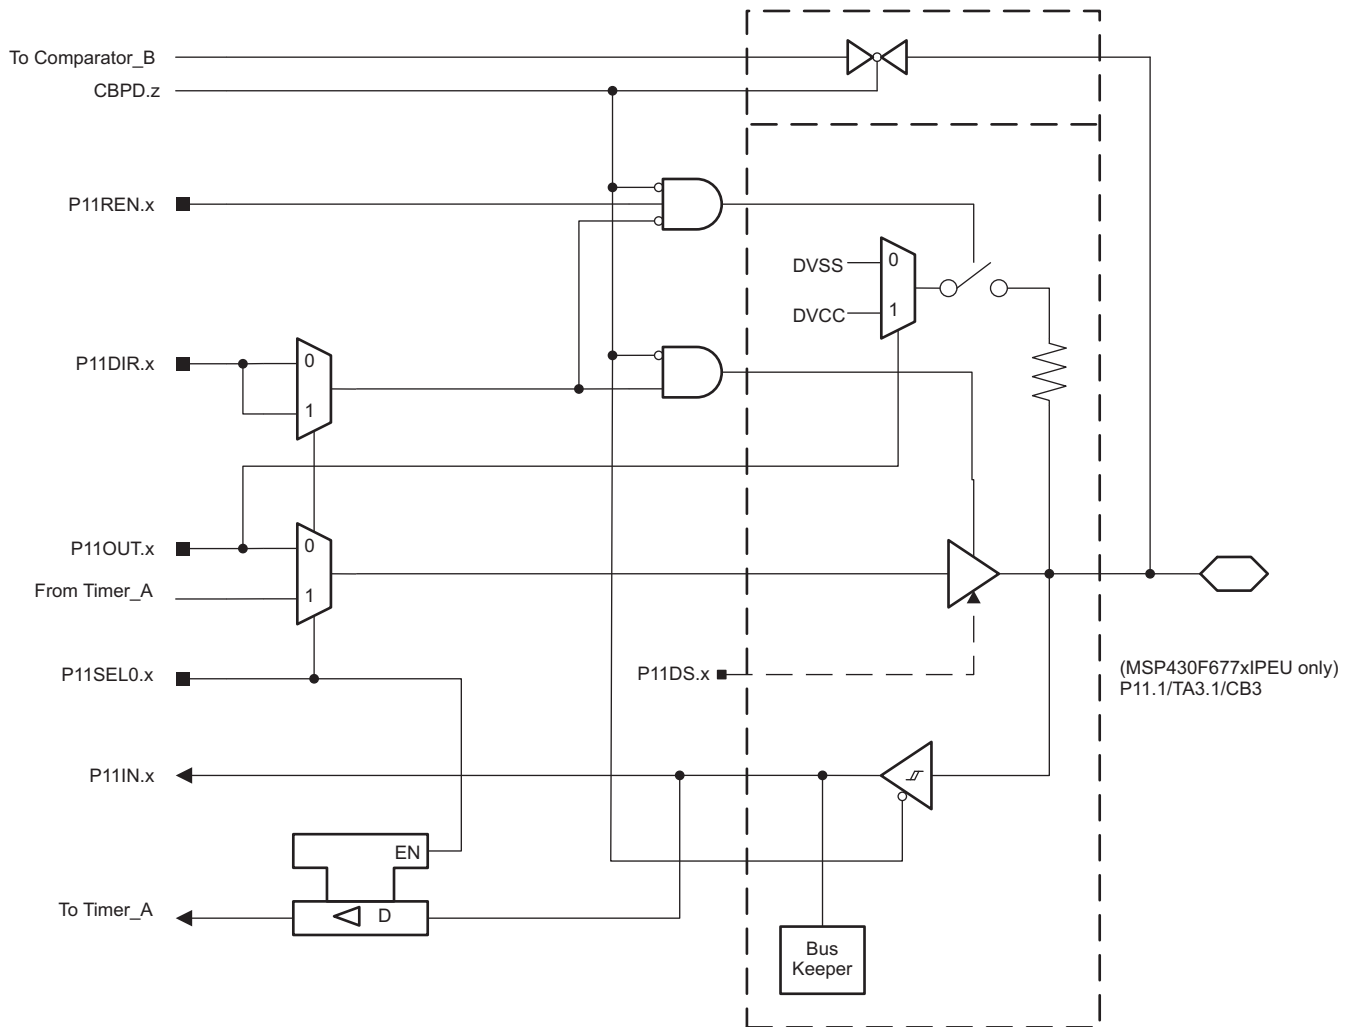 To Comparator_B
CBPD.z
P11REN.x
DVSS
0
DVCC
1
P11DIR.x
0
1
P11OUT.x
0
From Timer_A
1
P11SEL0.x
P11DS.x
(MSP430F677xIPEU only)
P11.1/TA3.1/CB3
P11IN.x
EN
To Timer_A
D
Bus
Keeper